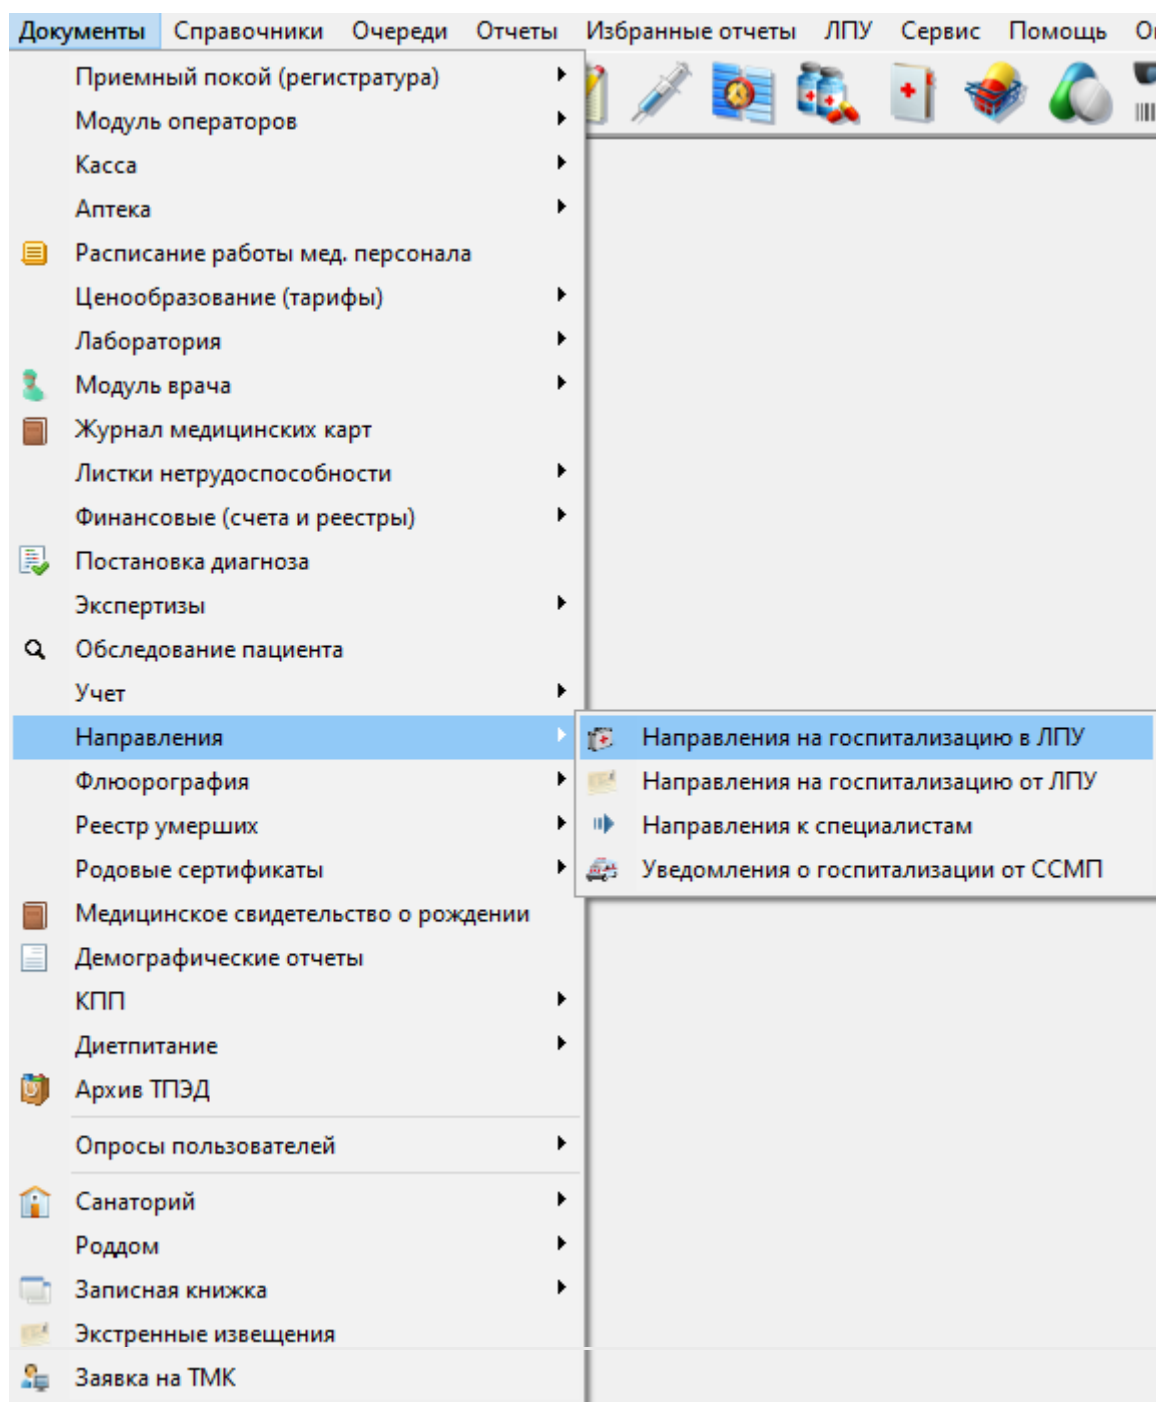 Документы Справочники Очереди Отчеты Избранные отчеты ЛПУ Сервис Помощь
Приемный покой (регистратура)
Модуль операторов
Касса
Аптека
Расписание работы мед. персонала
Ценообразование (тарифы)
Лаборатория
Модуль врача
Журнал медицинских карт
Листки нетрудоспособности
Финансовые (счета и реестры)
Постановка диагноза
Экспертизы
Обследование пациента
Учет
Направления
Направления на госпитализацию в ЛПУ
Направления на госпитализацию от ЛПУ
Направления к специалистам
Уведомления о госпитализации от ССМП
Флюорография
Реестр умерших
Родовые сертификаты
Медицинское свидетельство о рождении
Демографические отчеты
КПП
Диетпитание
Архив ТПЭД
Опросы пользователей
Санаторий
Роддом
Записная книжка
Экстренные извещения
Заявка на ТМК